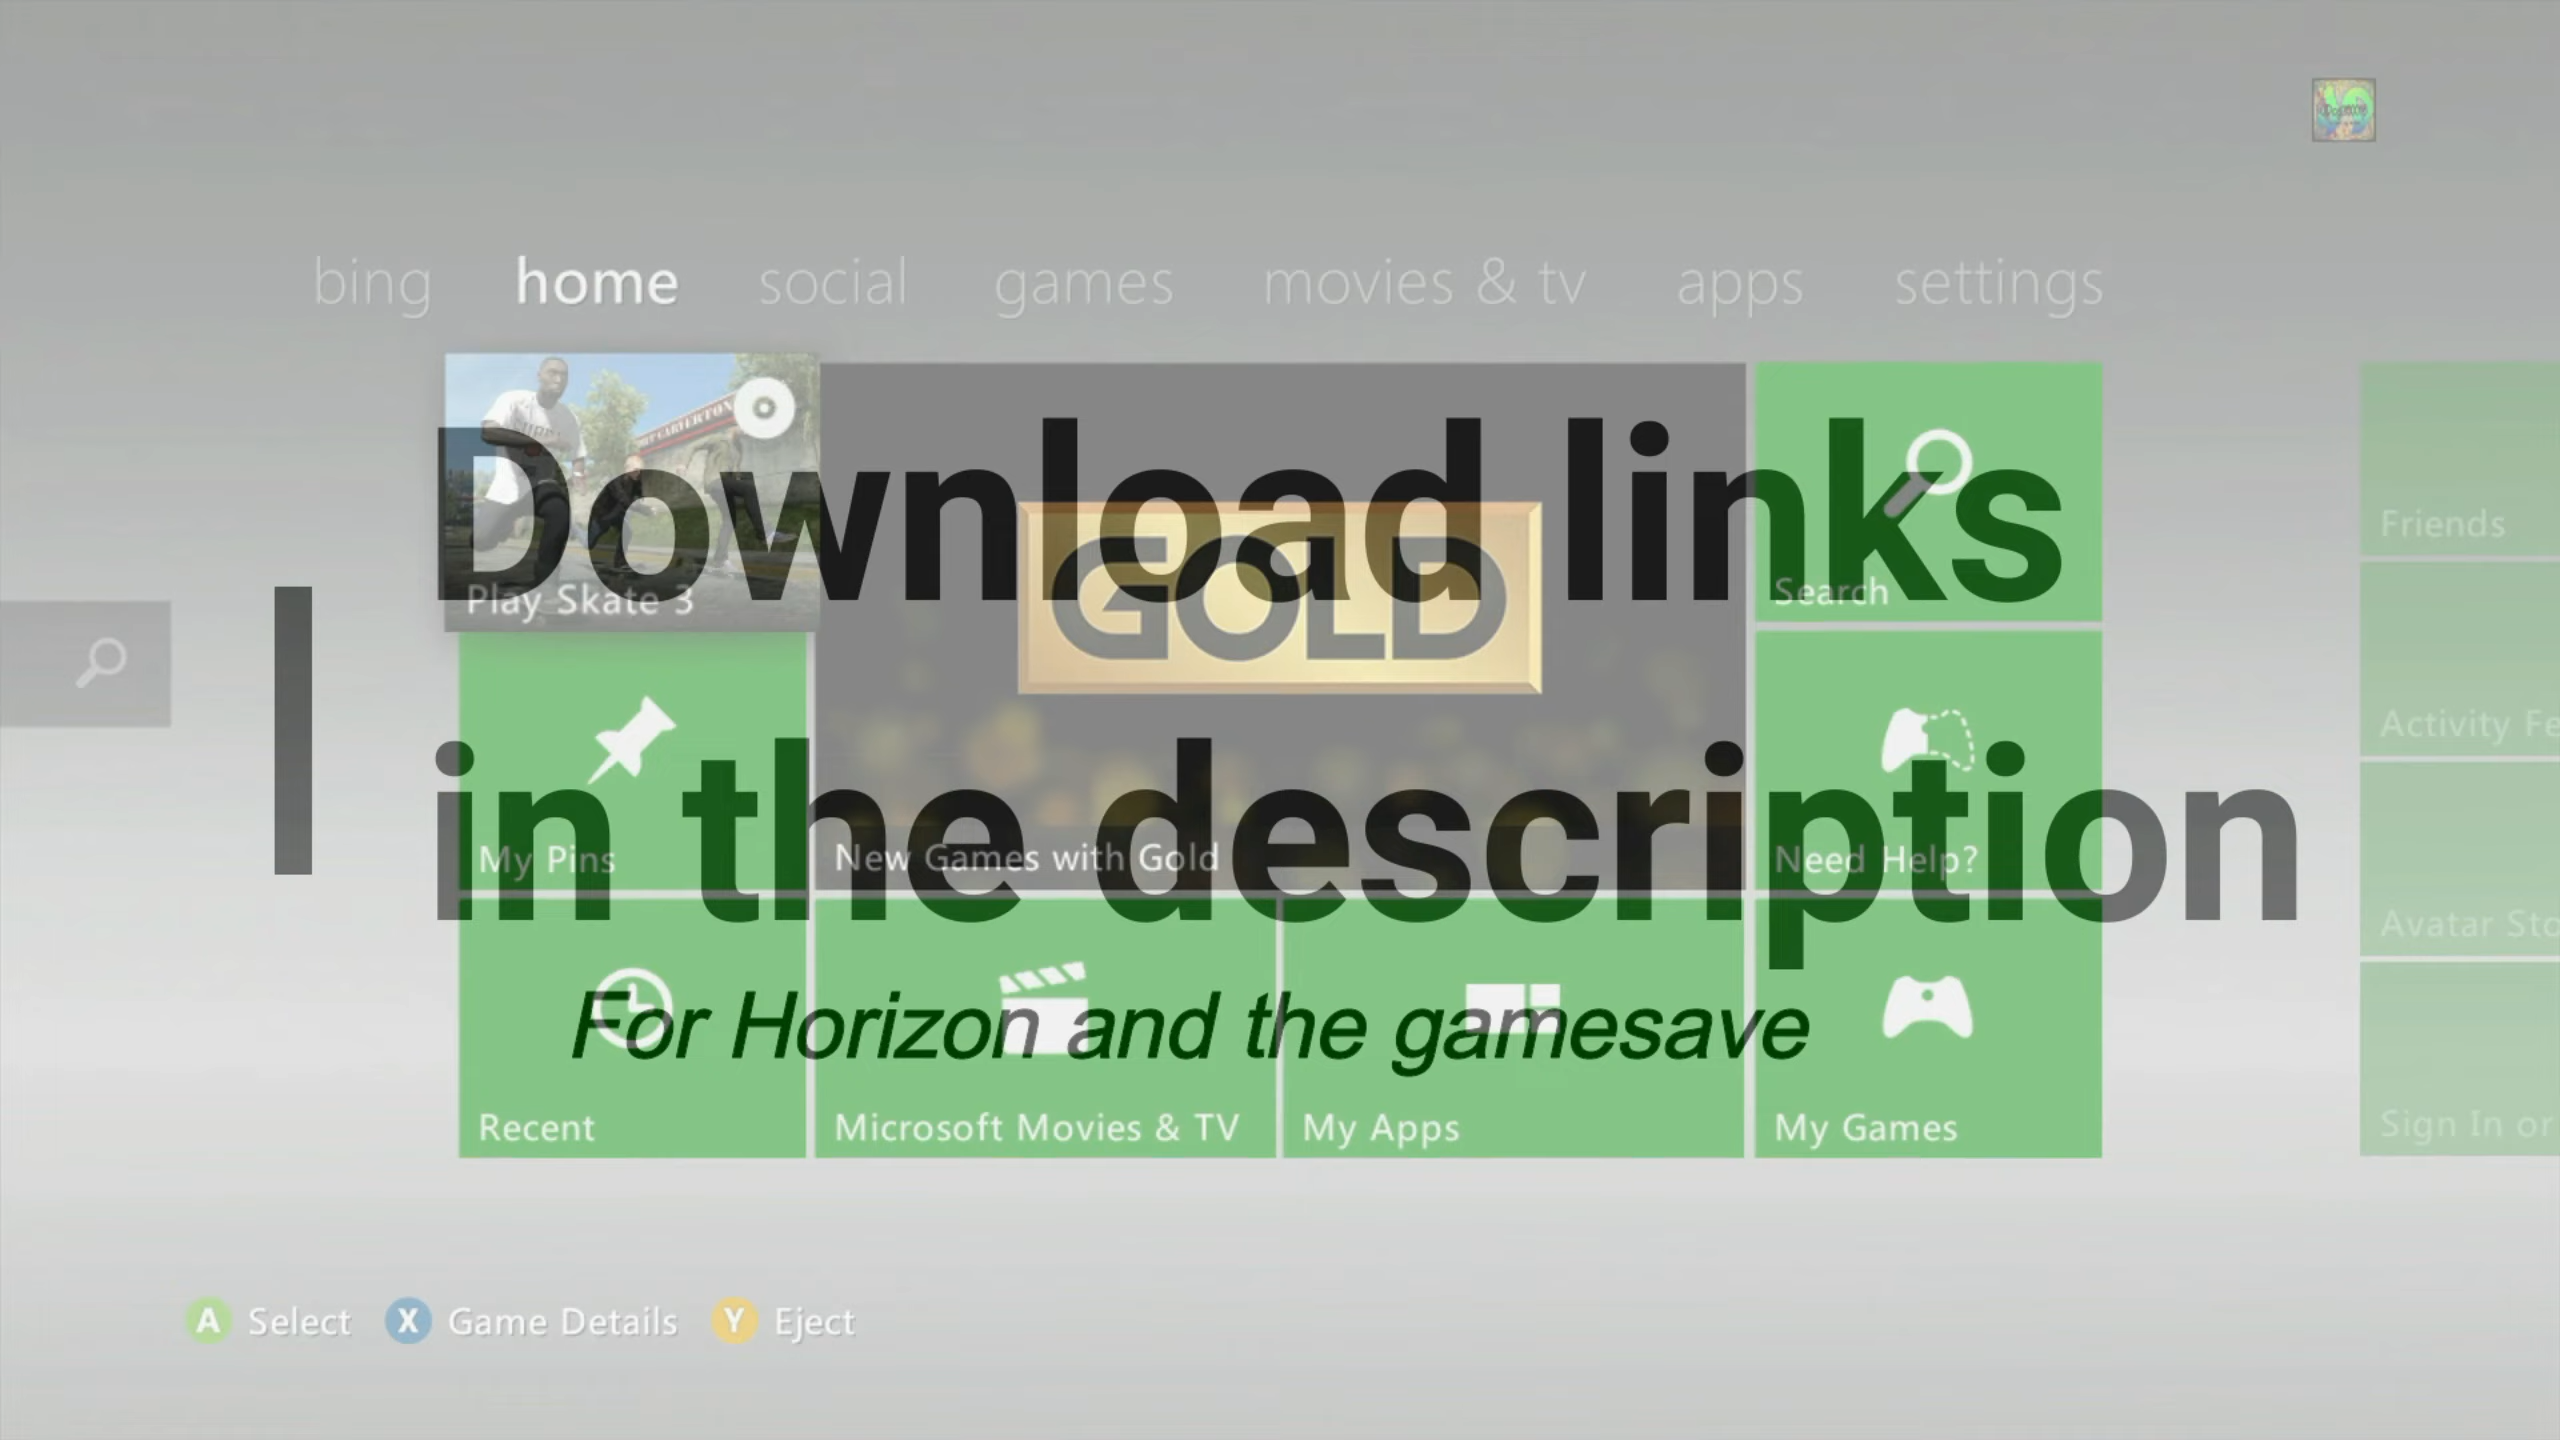 bing home social games movies & tv apps settings
Download links
in the description
For Horizon and the gamesave
Play Skate 3
GOLD
Search
Friends
My Pins
New Games with Gold
Need Help?
Activity Fe
Avatar Sto
Recent
Microsoft Movies & TV
My Apps
My Games
Sign In or
A Select X Game Details Y Eject